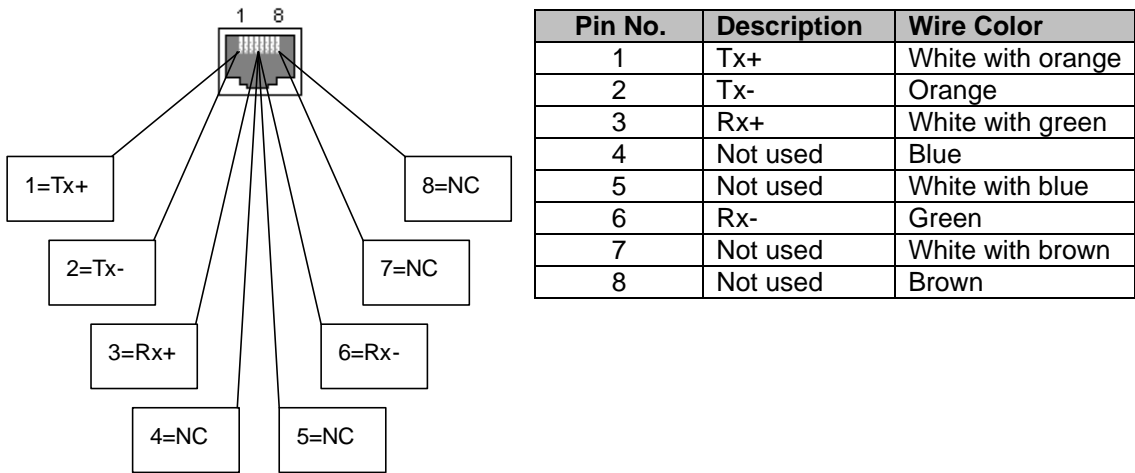 1 8
1=Tx+
8=NC
2=Tx-
7=NC
3=Rx+
6=Rx-
4=NC
5=NC
Pin No. Description Wire Color
1 Tx+ White with orange
2 Tx- Orange
3 Rx+ White with green
4 Not used Blue
5 Not used White with blue
6 Rx- Green
7 Not used White with brown
8 Not used Brown